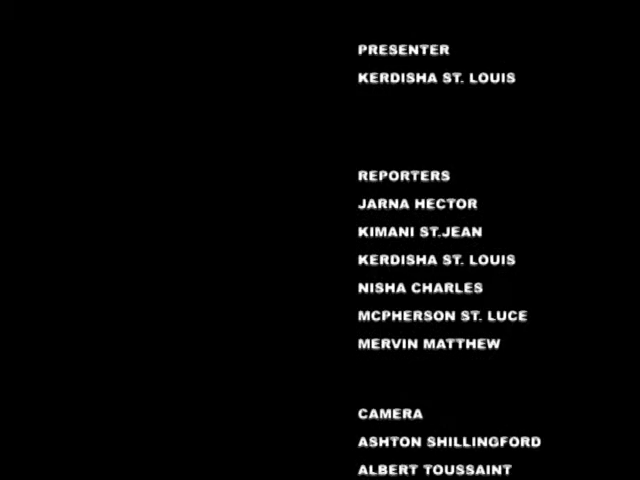 PRESENTER
KERDISHA ST. LOUIS
REPORTERS
JARNA HECTOR
KIMANI ST.JEAN
KERDISHA ST. LOUIS
NISHA CHARLES
MCPHERSON ST. LUCE
MERVIN MATTHEW
CAMERA
ASHTON SHILLINGFORD
ALBERT TOUSSAINT